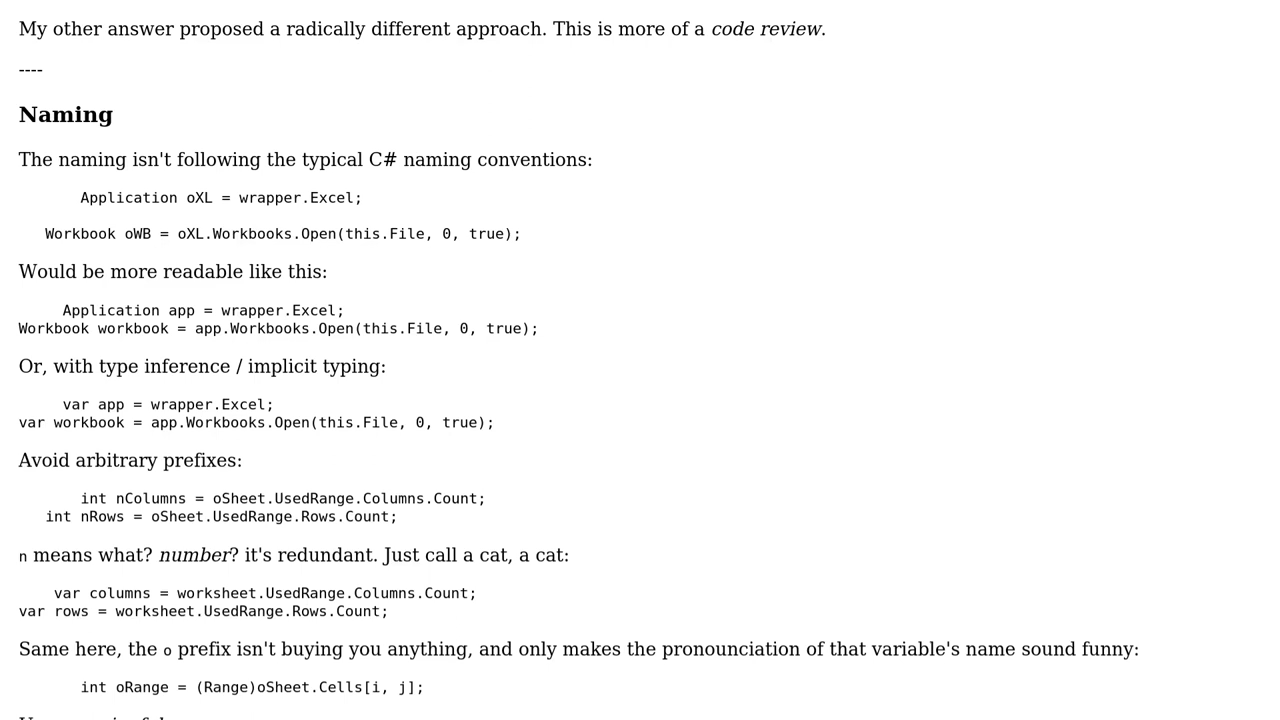 My other answer proposed a radically different approach. This is more of a code review.
----
Naming
The naming isn't following the typical C# naming conventions:
Application oXL = wrapper.Excel;
Workbook oWB = oXL.Workbooks.Open(this.File, 0, true);
Would be more readable like this:
Application app = wrapper.Excel;
Workbook workbook = app.Workbooks.Open(this.File, 0, true);
Or, with type inference / implicit typing:
var app = wrapper.Excel;
var workbook = app.Workbooks.Open(this.File, 0, true);
Avoid arbitrary prefixes:
int nColumns = oSheet.UsedRange.Columns.Count;
int nRows = oSheet.UsedRange.Rows.Count;
n means what? number? it's redundant. Just call a cat, a cat:
var columns = worksheet.UsedRange.Columns.Count;
var rows = worksheet.UsedRange.Rows.Count;
Same here, the o prefix isn't buying you anything, and only makes the pronounciation of that variable's name sound funny:
int oRange = (Range)oSheet.Cells[i, j];